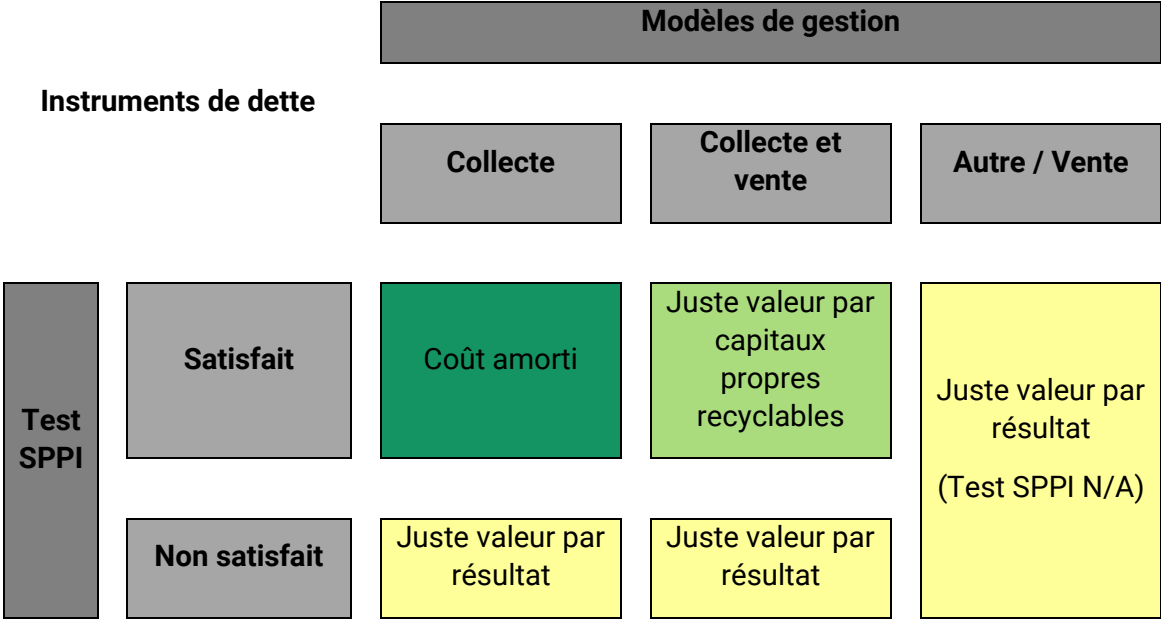 Modèles de gestion
Instruments de dette
Collecte
Collecte et
vente
Autre / Vente
Test
SPPI
Satisfait
Coût amorti
Juste valeur par
capitaux
propres
recyclables
Juste valeur par
résultat
(Test SPPI N/A)
Non satisfait
Juste valeur par
résultat
Juste valeur par
résultat